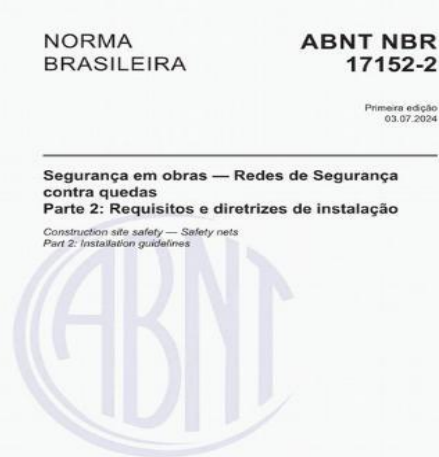 NORMA
BRASILEIRA
ABNT NBR
17152-2
Primeira edição
03.07.2024
Segurança em obras — Redes de Segurança
contra quedas
Parte 2: Requisitos e diretrizes de instalação
Construction site safety — Safety nets
Part 2: Installation guidelines
ABNT